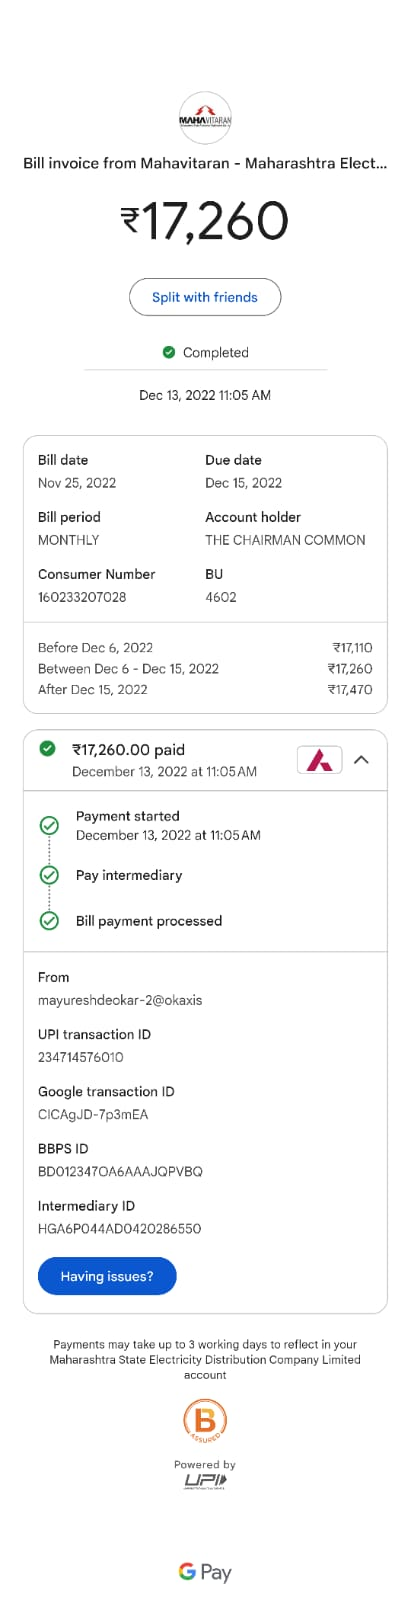 MAHAVITARAN
Bill invoice from Mahavitaran - Maharashtra Elect...
₹17,260
Split with friends
Completed
Dec 13, 2022 11:05 AM
Bill date
Due date
Nov 25, 2022
Dec 15, 2022
Bill period
Account holder
MONTHLY
THE CHAIRMAN COMMON
Consumer Number
BU
160233207028
4602
Before Dec 6, 2022 ₹17,110
Between Dec 6 - Dec 15, 2022 ₹17,260
After Dec 15, 2022 ₹17,470
₹17,260.00 paid
December 13, 2022 at 11:05 AM
Payment started
December 13, 2022 at 11:05 AM
Pay intermediary
Bill payment processed
From
mayureshdeokar-2@okaxis
UPI transaction ID
234714576010
Google transaction ID
CICAgJD-7p3mEA
BBPS ID
BD012347OA6AAAJQPVBQ
Intermediary ID
HGA6P044AD0420286550
Having issues?
Payments may take up to 3 working days to reflect in your
Maharashtra State Electricity Distribution Company Limited
account
B
ASSURED
Powered by
UPI
G Pay